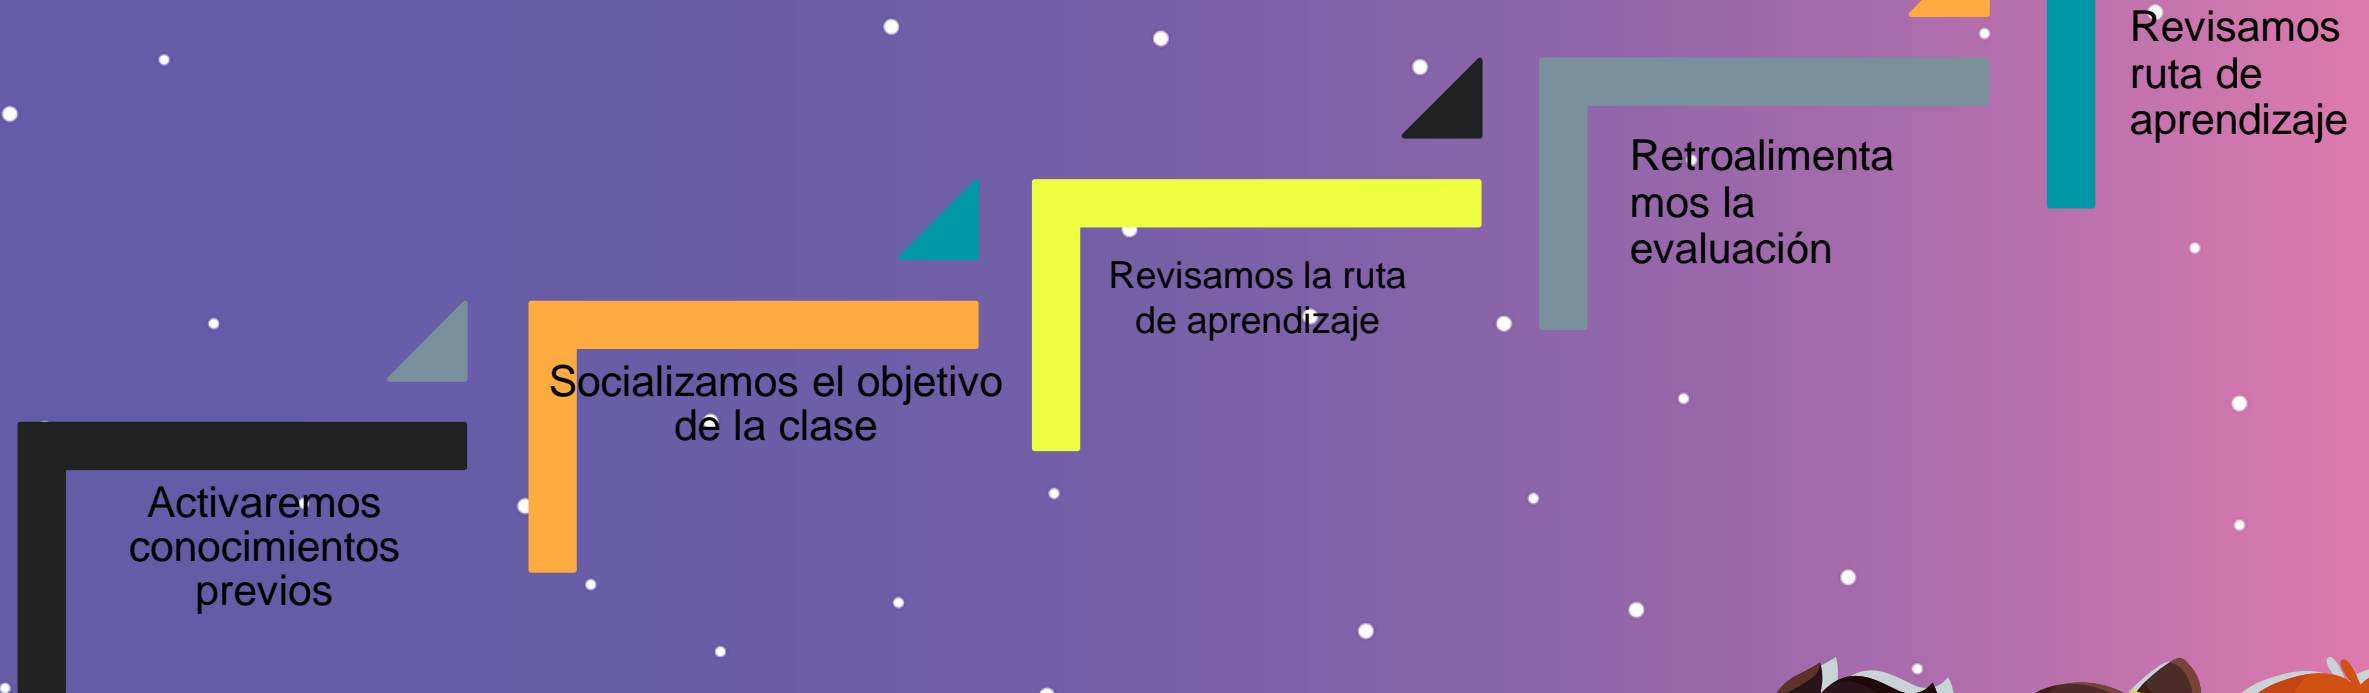 Activaremos
conocimientos
previos
Socializamos el objetivo
de la clase
Revisamos la ruta
de aprendizaje
Retroalimenta
mos la
evaluación
Revisamos
ruta de
aprendizaje